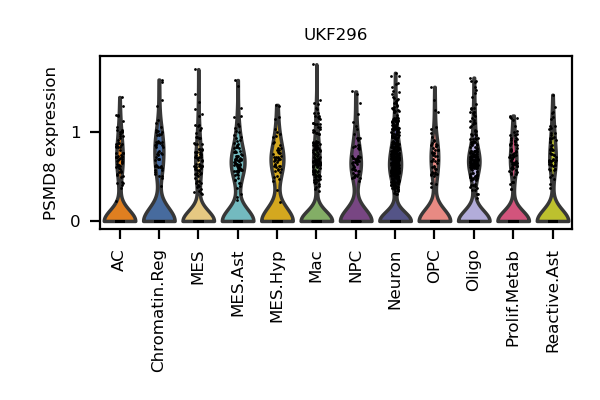 UKF296
PSMD8 expression
1
0
AC
Chromatin.Reg
MES
MES.Ast
MES.Hyp
Mac
NPC
Neuron
OPC
Oligo
Prolif.Metab
Reactive.Ast